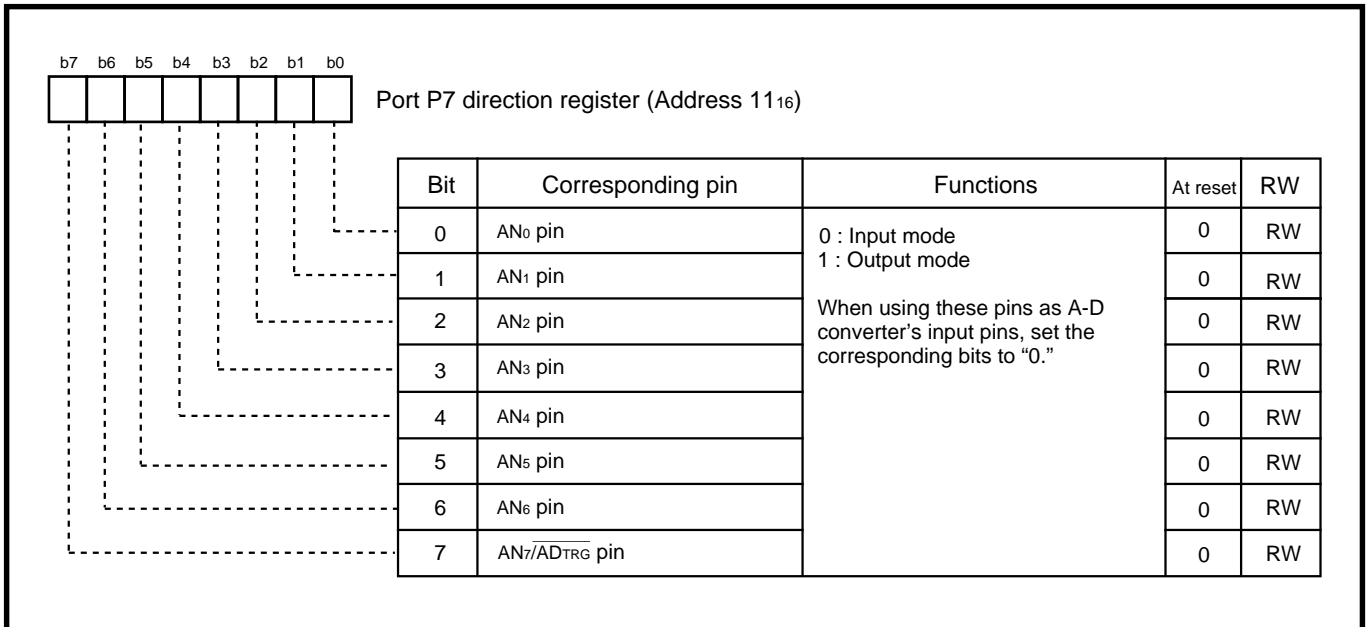 b7 b6 b5 b4 b3 b2 b1 b0
Port P7 direction register (Address 11₁₆)
Bit Corresponding pin Functions At reset RW
0 AN₀ pin 0 : Input mode 0 RW
1 : Output mode
1 AN₁ pin 0 RW
When using these pins as A-D
2 AN₂ pin converter’s input pins, set the 0 RW
corresponding bits to “0.”
3 AN₃ pin 0 RW
4 AN₄ pin 0 RW
5 AN₅ pin 0 RW
6 AN₆ pin 0 RW
7 AN₇/ADTRG pin 0 RW